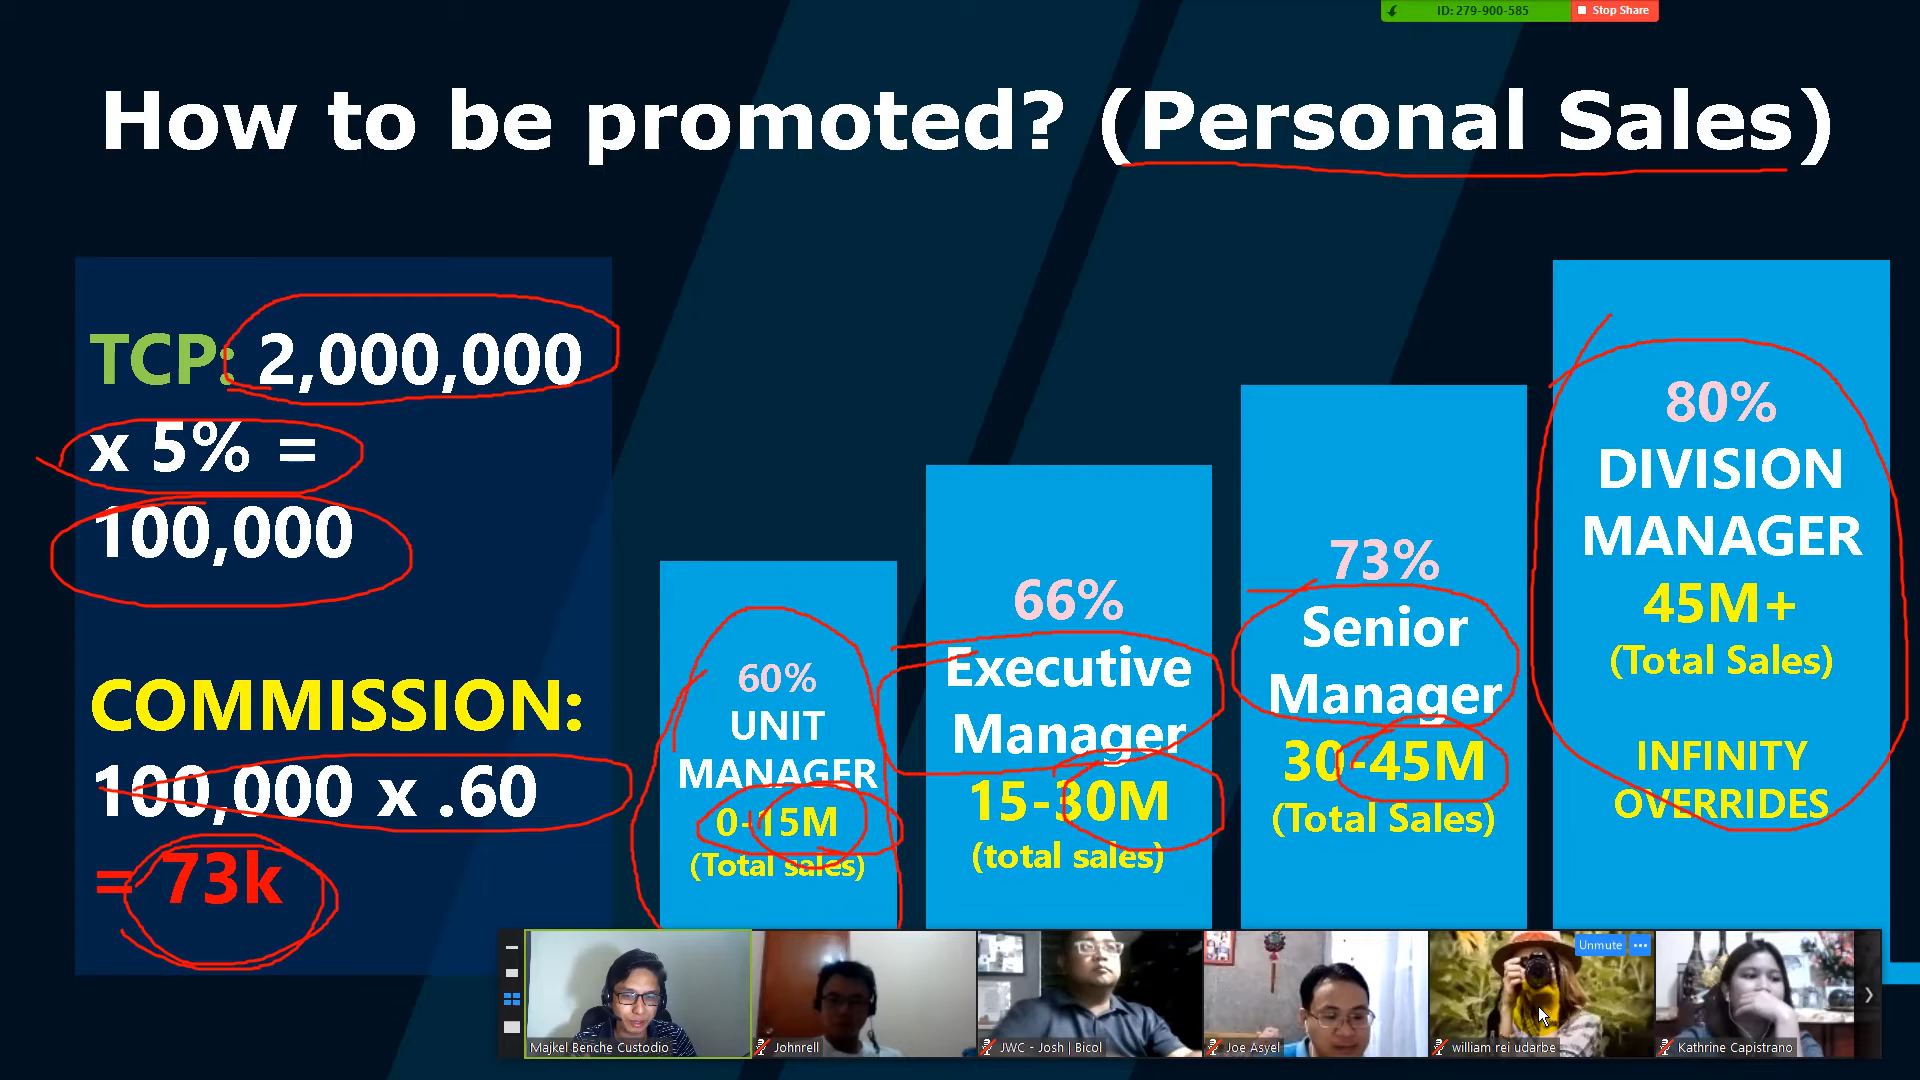 ID: 279-900-585
Stop Share
How to be promoted? (Personal Sales)
TCP: 2,000,000
x 5% =
100,000
COMMISSION:
100,000 x .60
= 73k
60%
UNIT
MANAGER
0-15M
(Total sales)
66%
Executive
Manager
15-30M
(total sales)
73%
Senior
Manager
30-45M
(Total Sales)
80%
DIVISION
MANAGER
45M+
(Total Sales)
INFINITY
OVERRIDES
Unmute
Majkel Benche Custodio
Johnrell
JWC - Josh | Bicol
Joe Asyel
william rei udarbe
Kathrine Capistrano